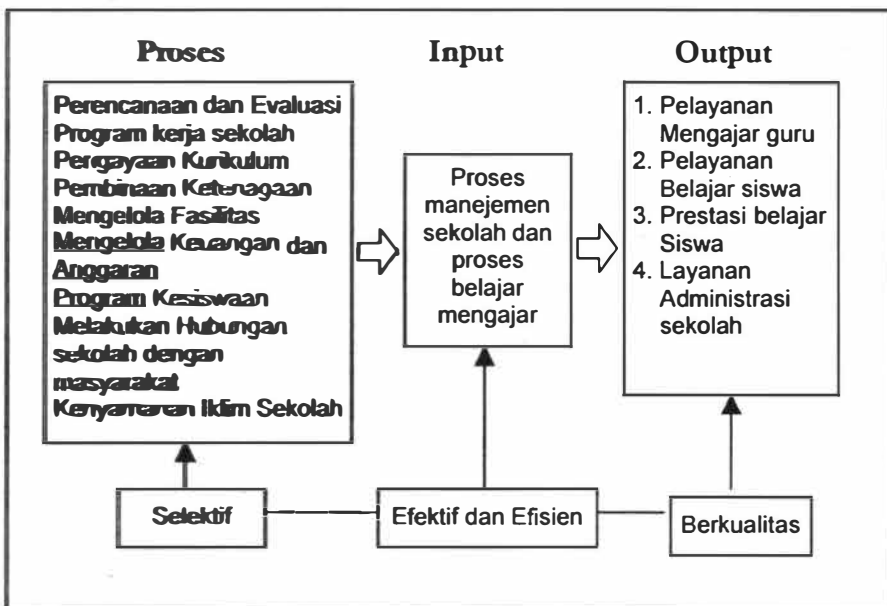 Proses
Input
Output
Perencanaan dan Evaluasi
Program kerja sekolah
Pengayaan Kurikulum
Pembinaan Ketenagaan
Mengelola Fasilitas
Mengelola Keuangan dan
Anggaran
Program Kesiswaan
Melakukan Hubungan
sekolah dengan
masyarakat
Kenyamanan Iklim Sekolah
Proses
manejemen
sekolah dan
proses
belajar
mengajar
1. Pelayanan
Mengajar guru
2. Pelayanan
Belajar siswa
3. Prestasi belajar
Siswa
4. Layanan
Administrasi
sekolah
Selektif
Efektif dan Efisien
Berkualitas